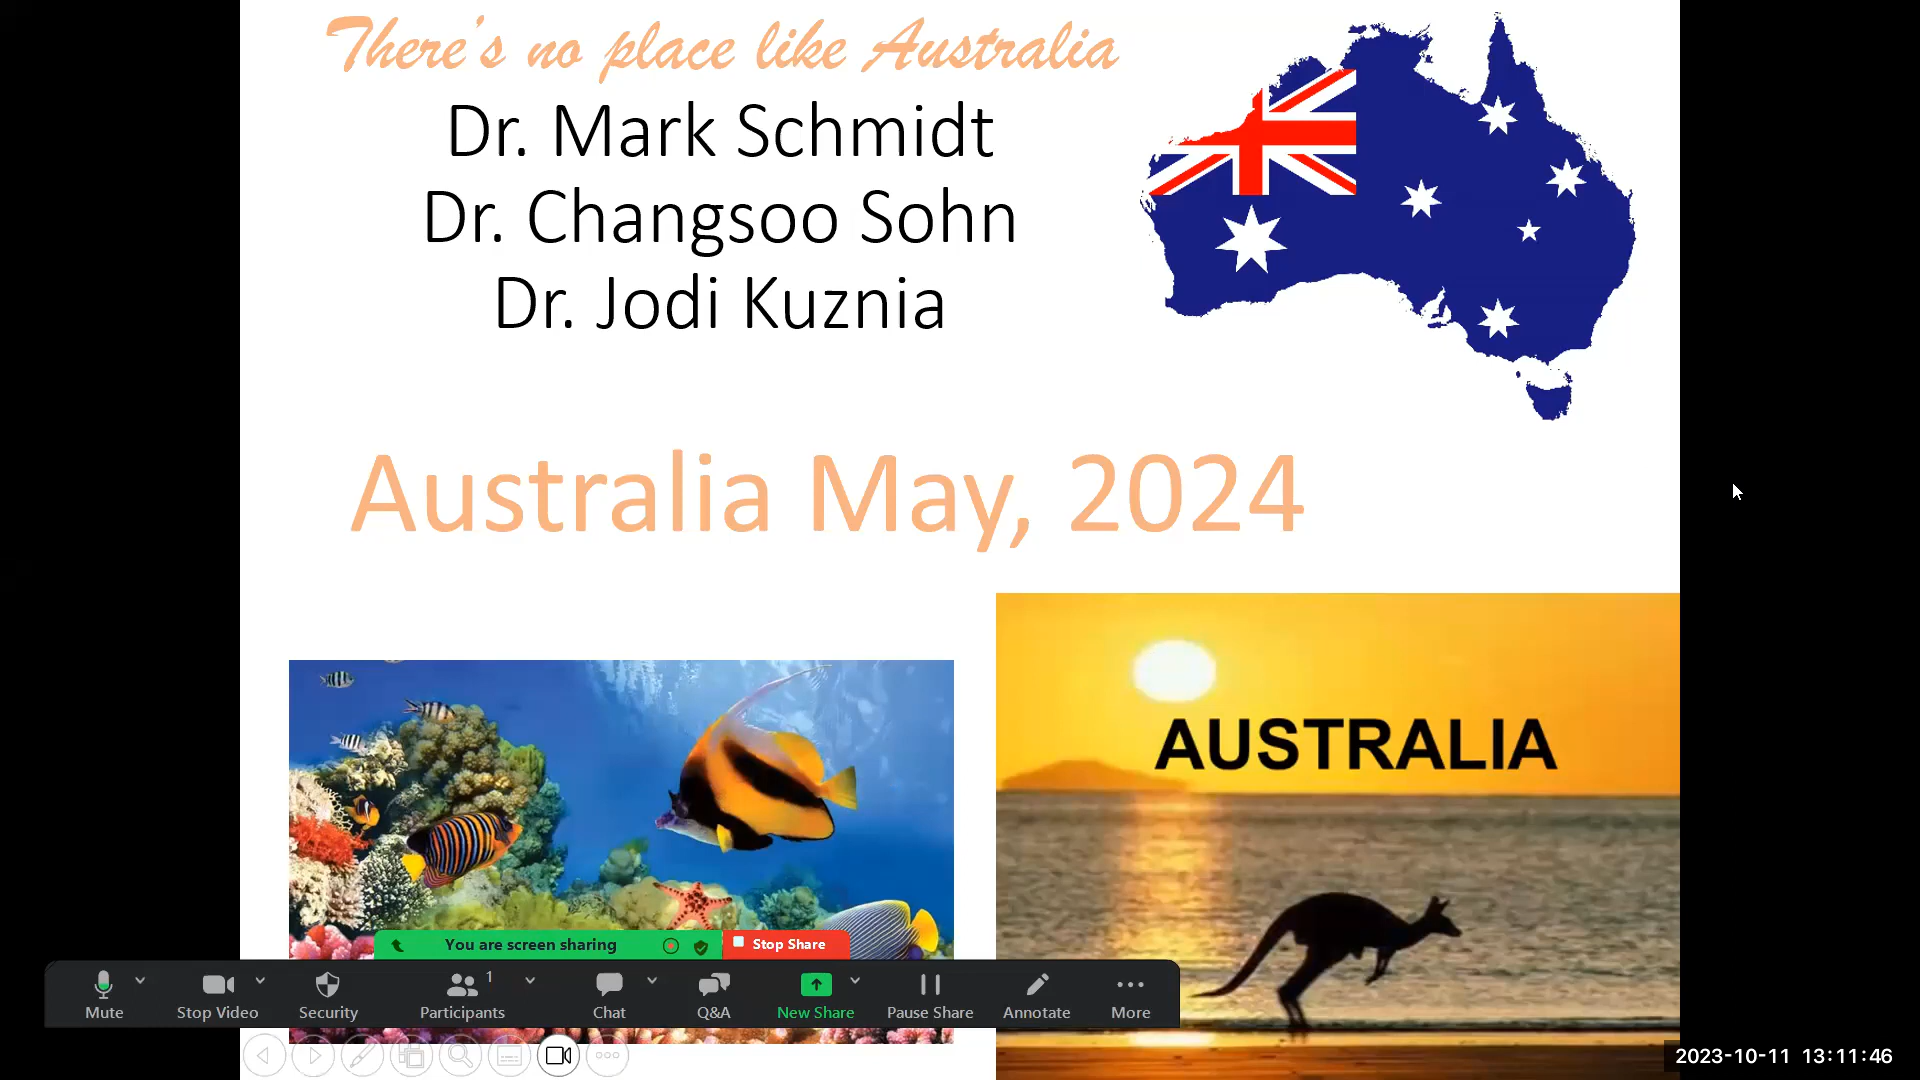 There's no place like Australia
Dr. Mark Schmidt
Dr. Changsoo Sohn
Dr. Jodi Kuznia
Australia May, 2024
AUSTRALIA
You are screen sharing
Stop Share
Mute
Stop Video
Security
1
Participants
Chat
Q&A
New Share
Pause Share
Annotate
More
2023-10-11 13:11:46